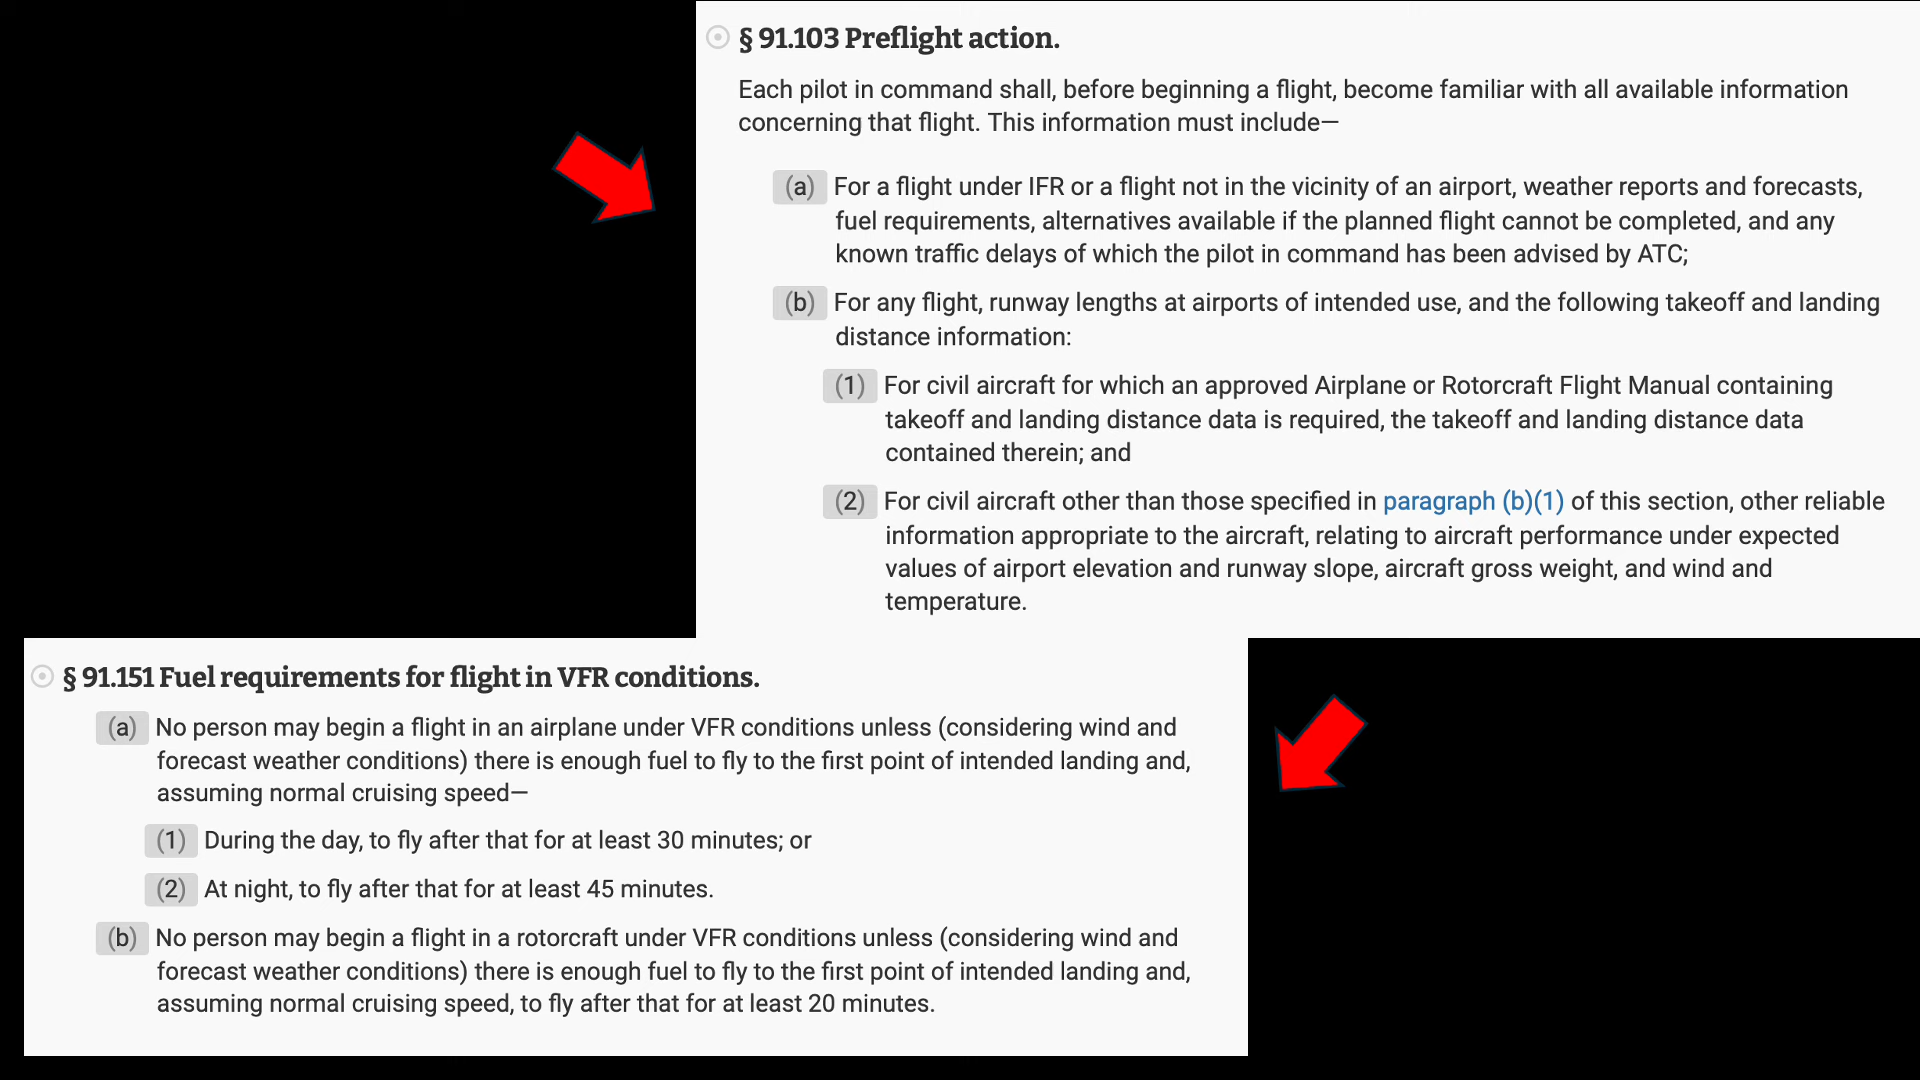 § 91.103 Preflight action.
Each pilot in command shall, before beginning a flight, become familiar with all available information
concerning that flight. This information must include—
(a) For a flight under IFR or a flight not in the vicinity of an airport, weather reports and forecasts,
fuel requirements, alternatives available if the planned flight cannot be completed, and any
known traffic delays of which the pilot in command has been advised by ATC;
(b) For any flight, runway lengths at airports of intended use, and the following takeoff and landing
distance information:
(1) For civil aircraft for which an approved Airplane or Rotorcraft Flight Manual containing
takeoff and landing distance data is required, the takeoff and landing distance data
contained therein; and
(2) For civil aircraft other than those specified in paragraph (b)(1) of this section, other reliable
information appropriate to the aircraft, relating to aircraft performance under expected
values of airport elevation and runway slope, aircraft gross weight, and wind and
temperature.
§ 91.151 Fuel requirements for flight in VFR conditions.
(a) No person may begin a flight in an airplane under VFR conditions unless (considering wind and
forecast weather conditions) there is enough fuel to fly to the first point of intended landing and,
assuming normal cruising speed—
(1) During the day, to fly after that for at least 30 minutes; or
(2) At night, to fly after that for at least 45 minutes.
(b) No person may begin a flight in a rotorcraft under VFR conditions unless (considering wind and
forecast weather conditions) there is enough fuel to fly to the first point of intended landing and,
assuming normal cruising speed, to fly after that for at least 20 minutes.